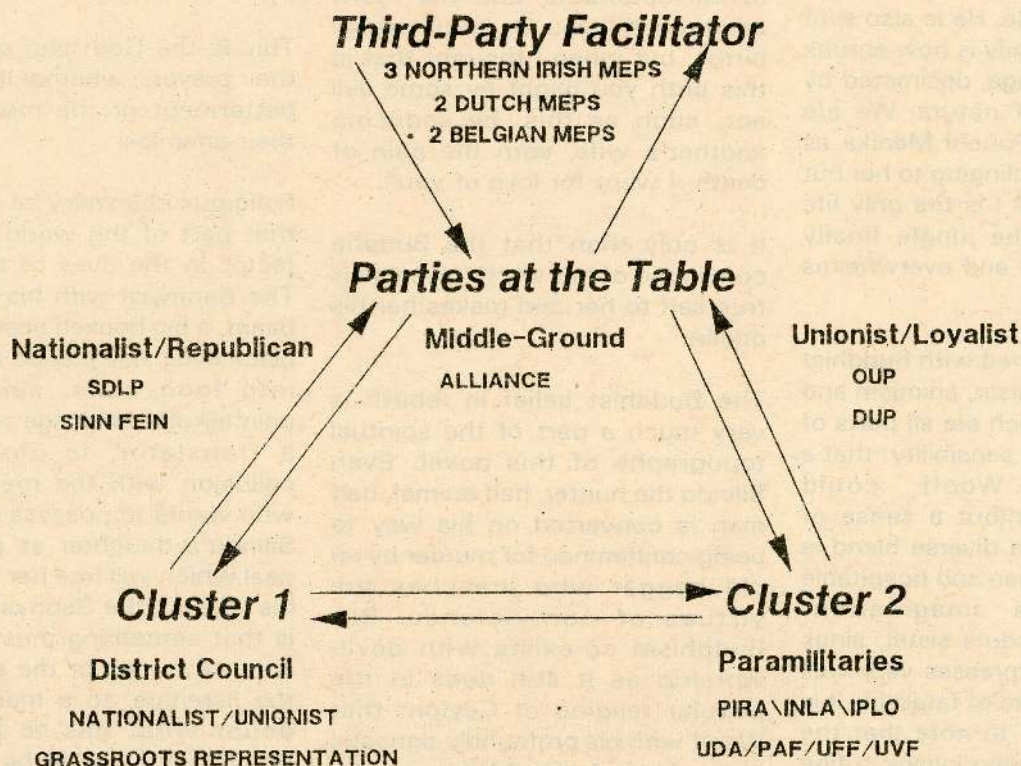 Third-Party Facilitator
3 NORTHERN IRISH MEPS
2 DUTCH MEPS
2 BELGIAN MEPS
Parties at the Table
Nationalist/Republican
SDLP
SINN FEIN
Middle-Ground
ALLIANCE
Unionist/Loyalist
OUP
DUP
Cluster 1
District Council
NATIONALIST/UNIONIST
GRASSROOTS REPRESENTATION
Cluster 2
Paramilitaries
PIRA\INLA\IPLO
UDA/PAF/UFF/UVF